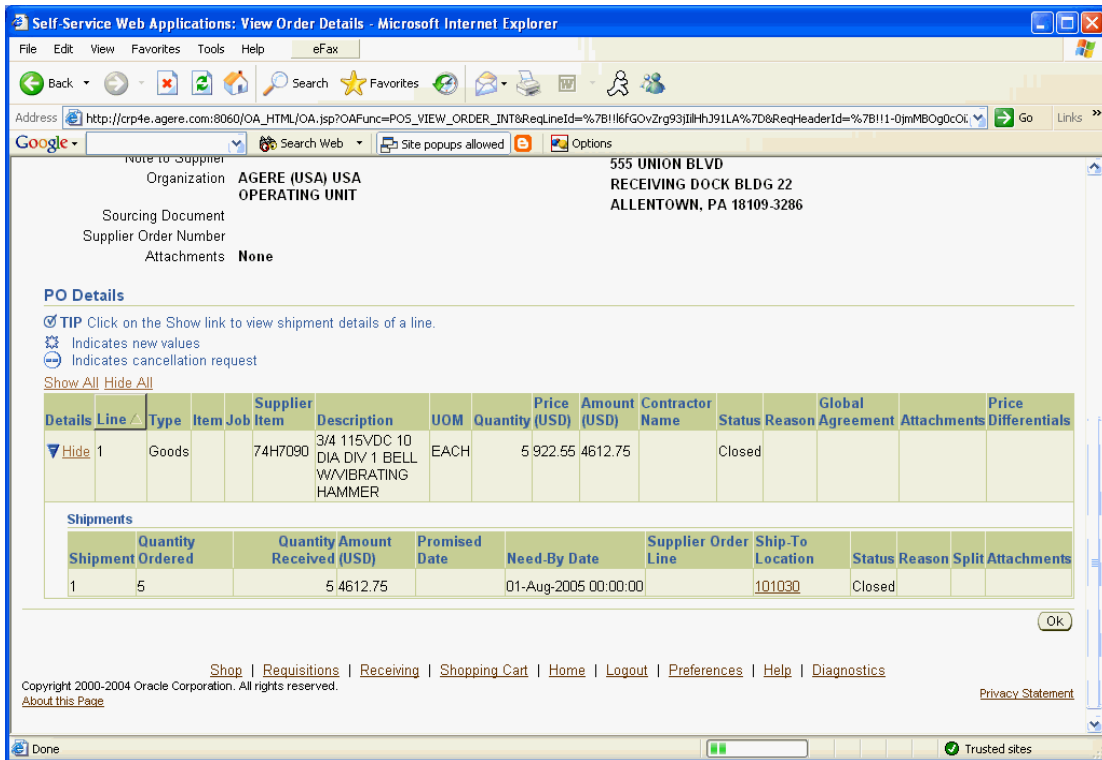 Self-Service Web Applications: View Order Details - Microsoft Internet Explorer
File Edit View Favorites Tools Help eFax
Back Search Favorites
Address http://crp4e.agere.com:8060/OA_HTML/OA.jsp?OAFunc=POS_VIEW_ORDER_INT&ReqLineId= Go Links »
Google Search Web Site popups allowed Options
Note to Supplier 555 UNION BLVD
Organization AGERE (USA) USA RECEIVING DOCK BLDG 22
OPERATING UNIT ALLENTOWN, PA 18109-3286
Sourcing Document
Supplier Order Number
Attachments None
PO Details
TIP Click on the Show link to view shipment details of a line.
Indicates new values
Indicates cancellation request
Show All Hide All
Supplier Price Amount Contractor Global Price
Details Line Type Item Job Item Description UOM Quantity (USD) (USD) Name Status Reason Agreement Attachments Differentials
Hide 1 Goods 74H7090 3/4 115VDC 10 EACH 5 922.55 4612.75 Closed
DIA DIV 1 BELL
W/VIBRATING
HAMMER
Shipments
Quantity Quantity Amount Promised Supplier Order Ship-To
Shipment Ordered Received (USD) Date Need-By Date Line Location Status Reason Split Attachments
1 5 5 4612.75 01-Aug-2005 00:00:00 101030 Closed
Ok
Shop | Requisitions | Receiving | Shopping Cart | Home | Logout | Preferences | Help | Diagnostics
Copyright 2000-2004 Oracle Corporation. All rights reserved.
About this Page Privacy Statement
Done Trusted sites